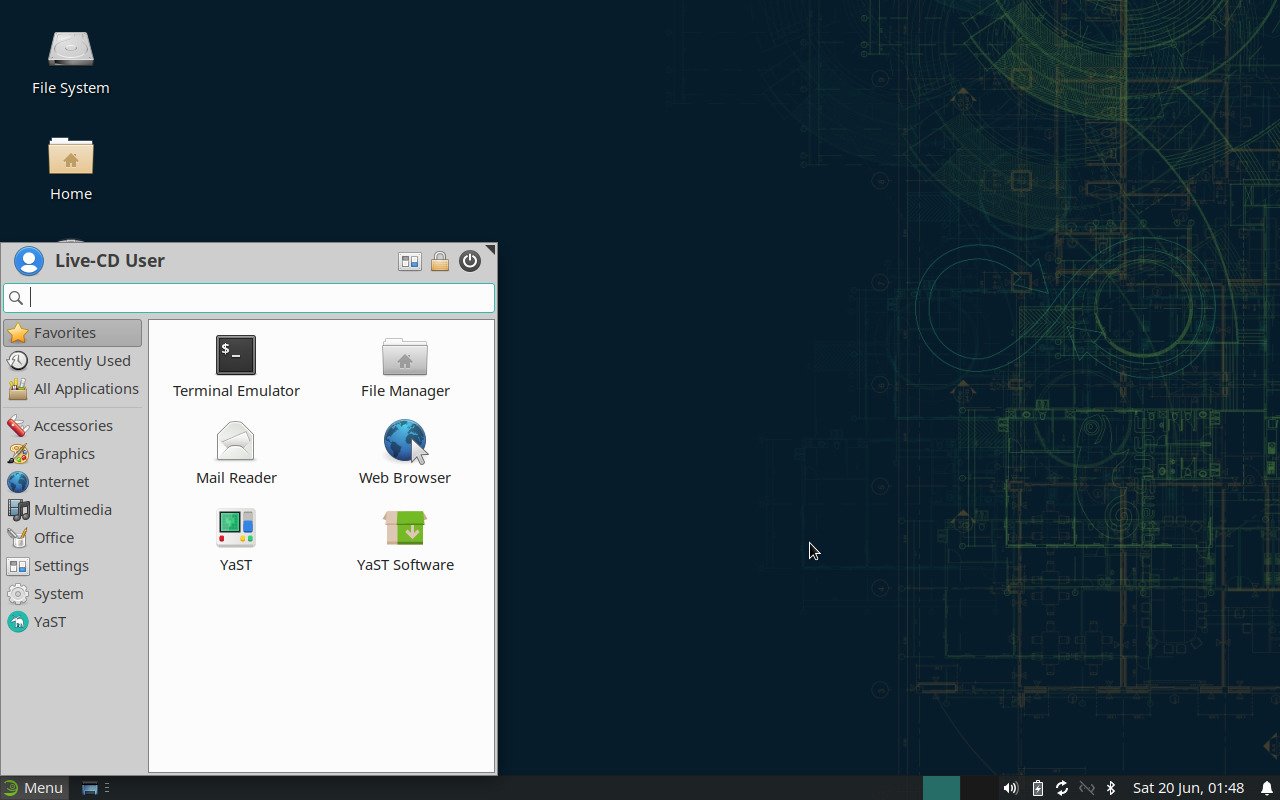 File System
Home
Live-CD User
Favorites
Recently Used
All Applications
Accessories
Graphics
Internet
Multimedia
Office
Settings
System
YaST
$_
Terminal Emulator
File Manager
Mail Reader
Web Browser
YaST
YaST Software
Menu
Sat 20 Jun, 01:48